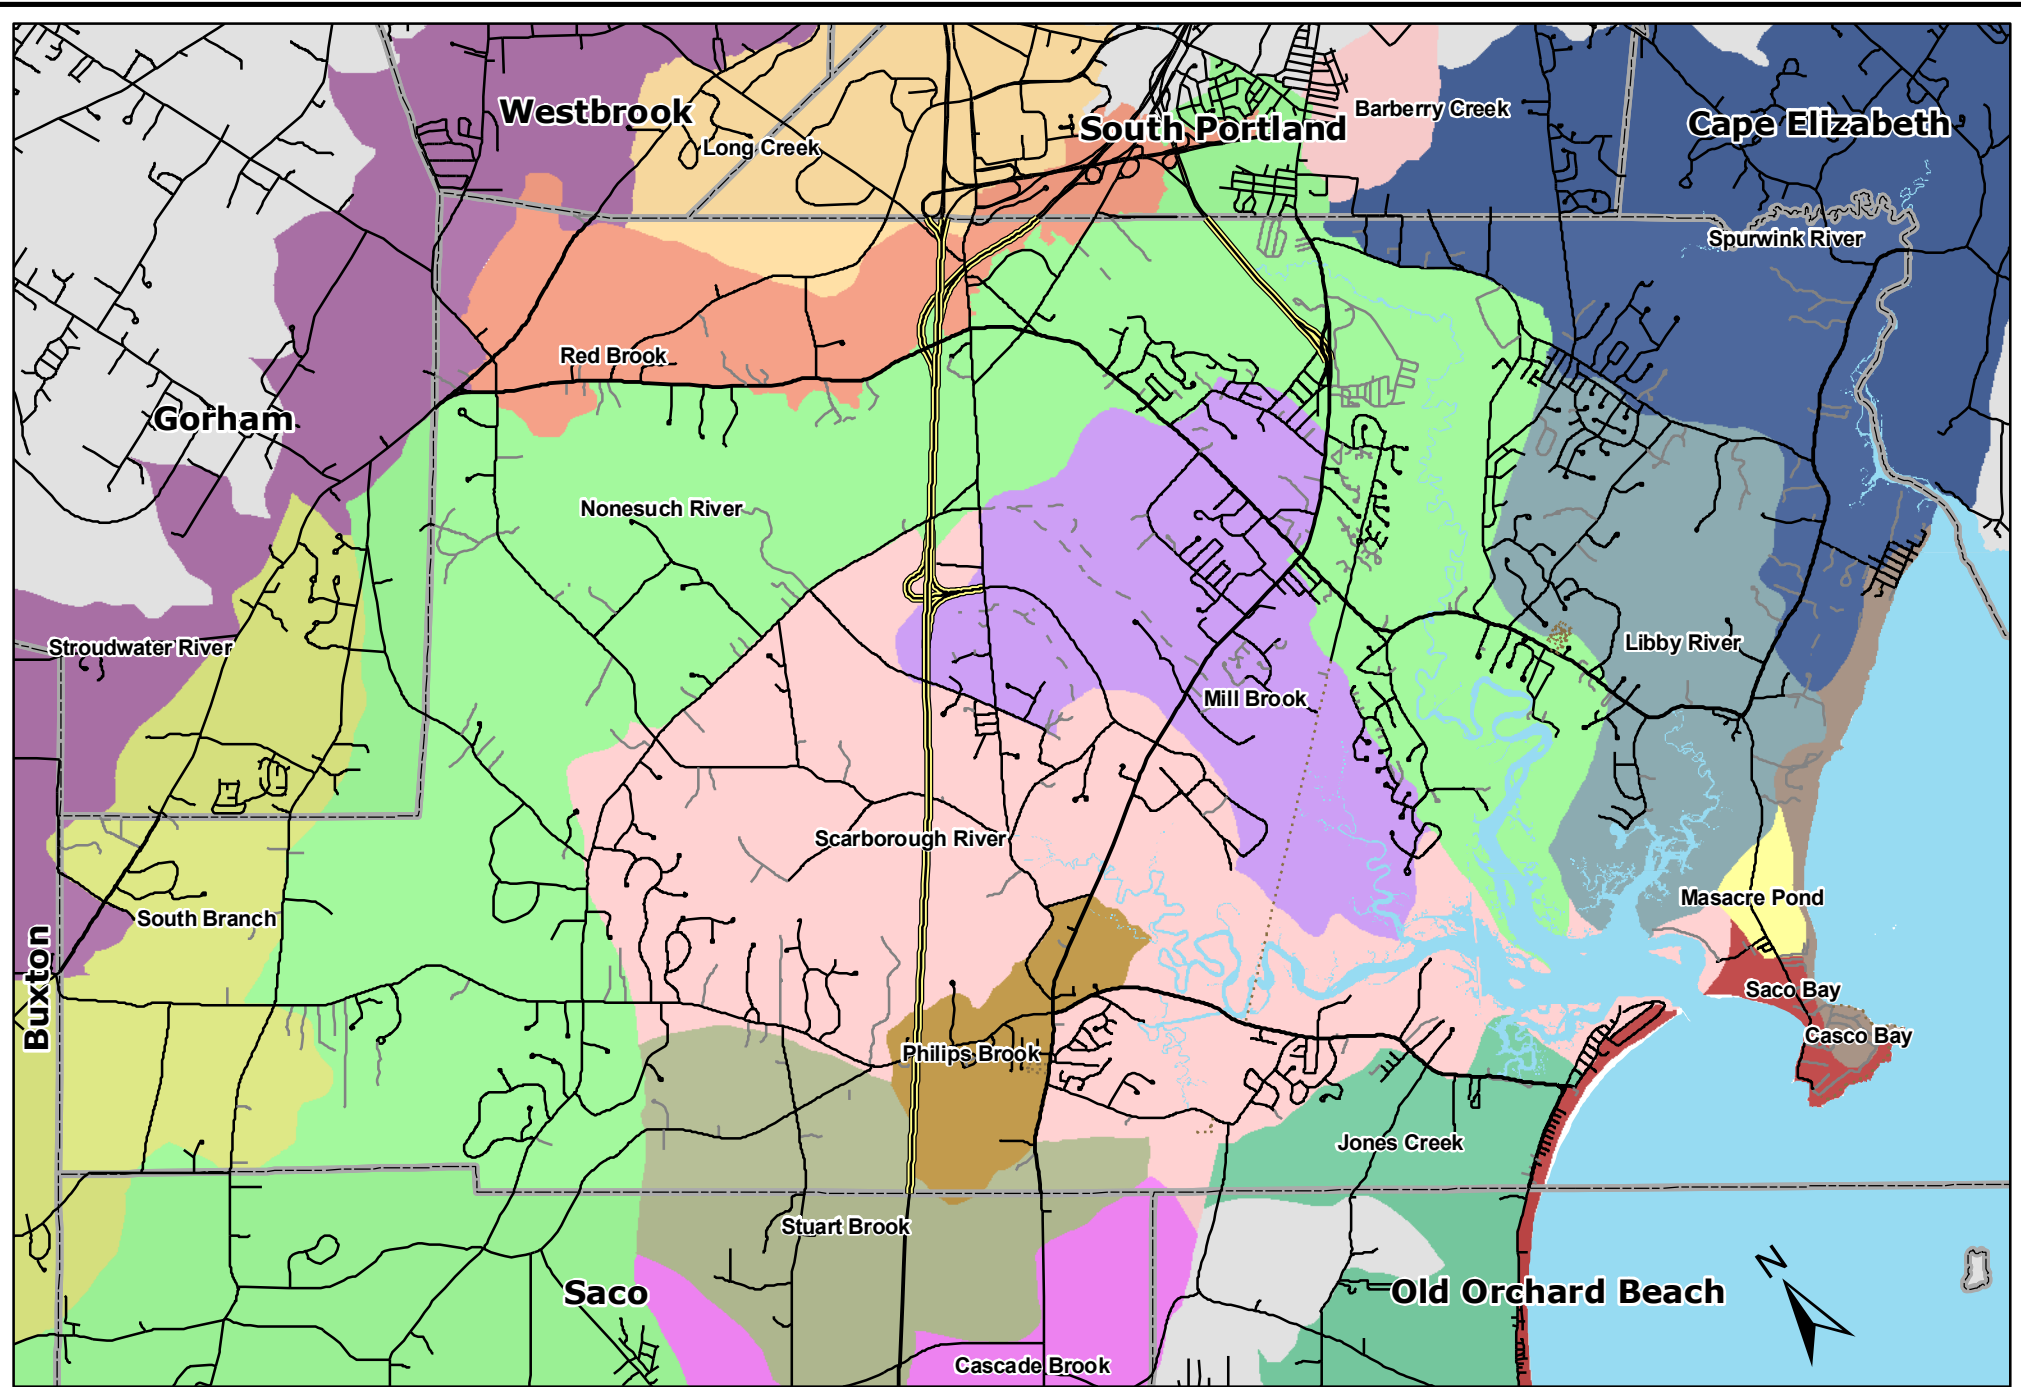 Westbrook
South Portland
Barberry Creek
Cape Elizabeth
Long Creek
Spurwink River
Red Brook
Gorham
Nonesuch River
Stroudwater River
Libby River
Mill Brook
Scarborough River
Masacre Pond
South Branch
Buxton
Saco Bay
Casco Bay
Philips Brook
Jones Creek
Stuart Brook
N
Saco
Old Orchard Beach
Cascade Brook